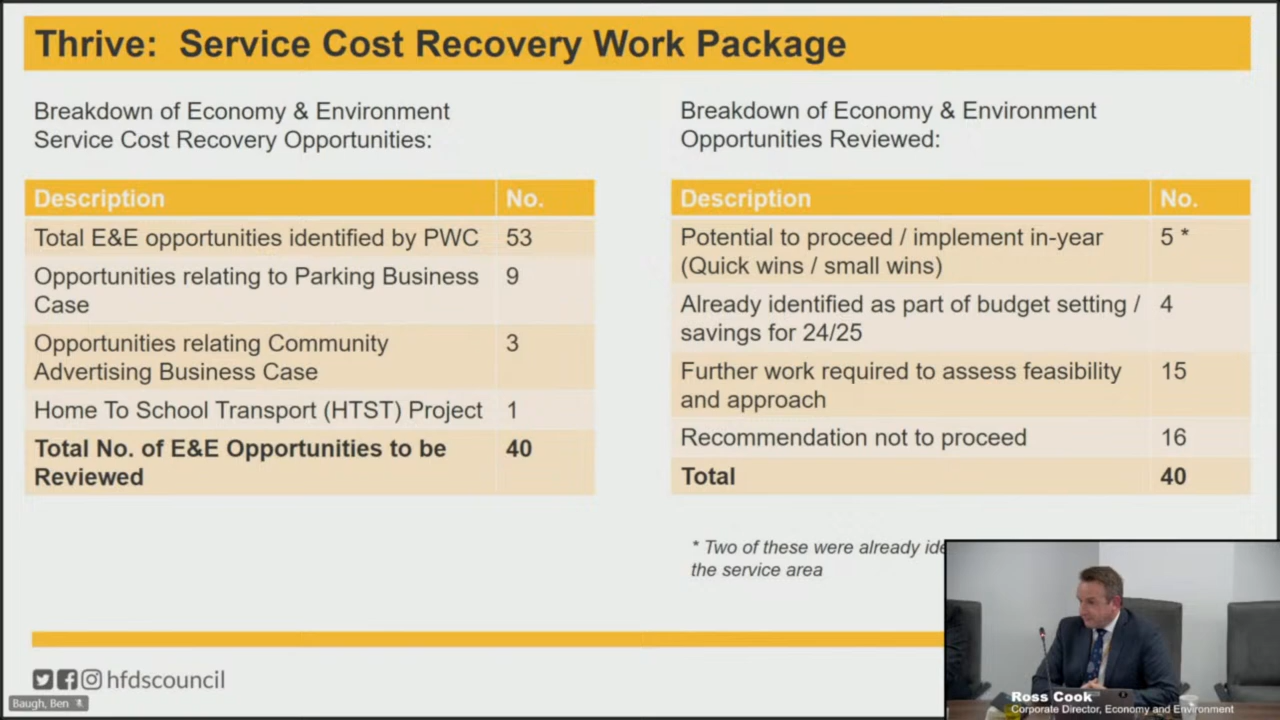 Thrive: Service Cost Recovery Work Package
Breakdown of Economy & Environment
Service Cost Recovery Opportunities:
Description No.
Total E&E opportunities identified by PWC 53
Opportunities relating to Parking Business
Case 9
Opportunities relating Community
Advertising Business Case 3
Home To School Transport (HTST) Project 1
Total No. of E&E Opportunities to be
Reviewed 40
Breakdown of Economy & Environment
Opportunities Reviewed:
Description No.
Potential to proceed / implement in-year
(Quick wins / small wins) 5 *
Already identified as part of budget setting /
savings for 24/25 4
Further work required to assess feasibility
and approach 15
Recommendation not to proceed 16
Total 40
* Two of these were already
the service area
hfdscouncil
Baugh, Ben
Ross Cook
Corporate Director, Economy and Environment